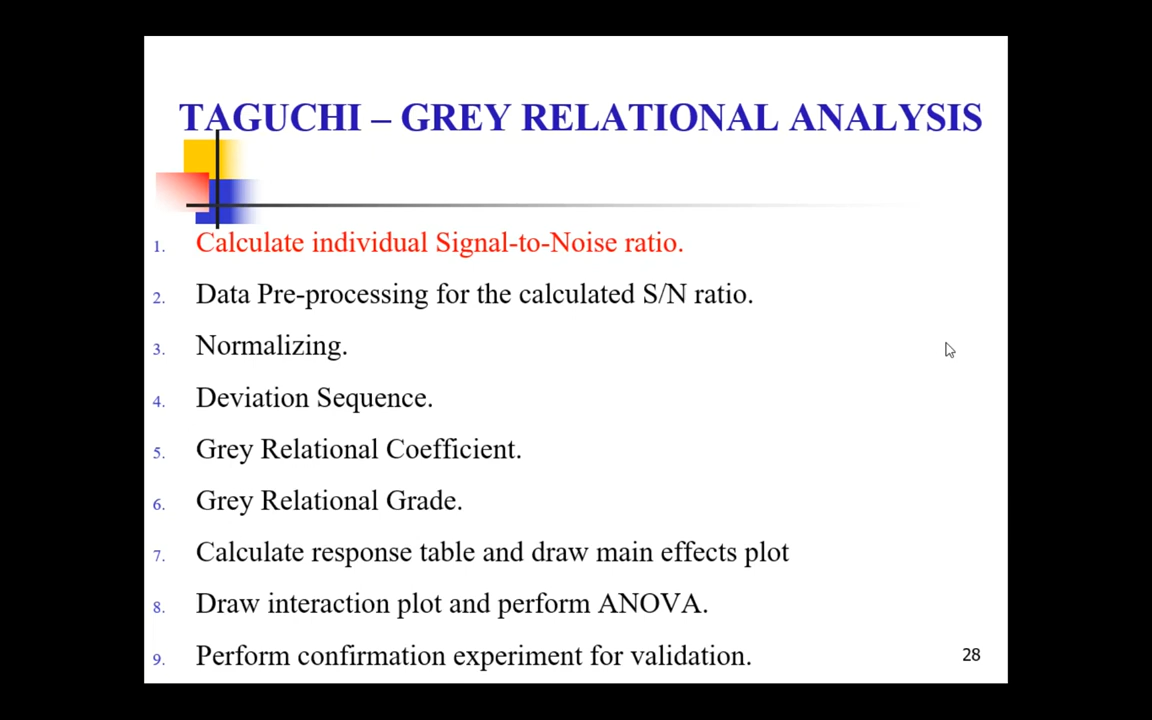 TAGUCHI – GREY RELATIONAL ANALYSIS
1. Calculate individual Signal-to-Noise ratio.
2. Data Pre-processing for the calculated S/N ratio.
3. Normalizing.
4. Deviation Sequence.
5. Grey Relational Coefficient.
6. Grey Relational Grade.
7. Calculate response table and draw main effects plot
8. Draw interaction plot and perform ANOVA.
9. Perform confirmation experiment for validation.
28